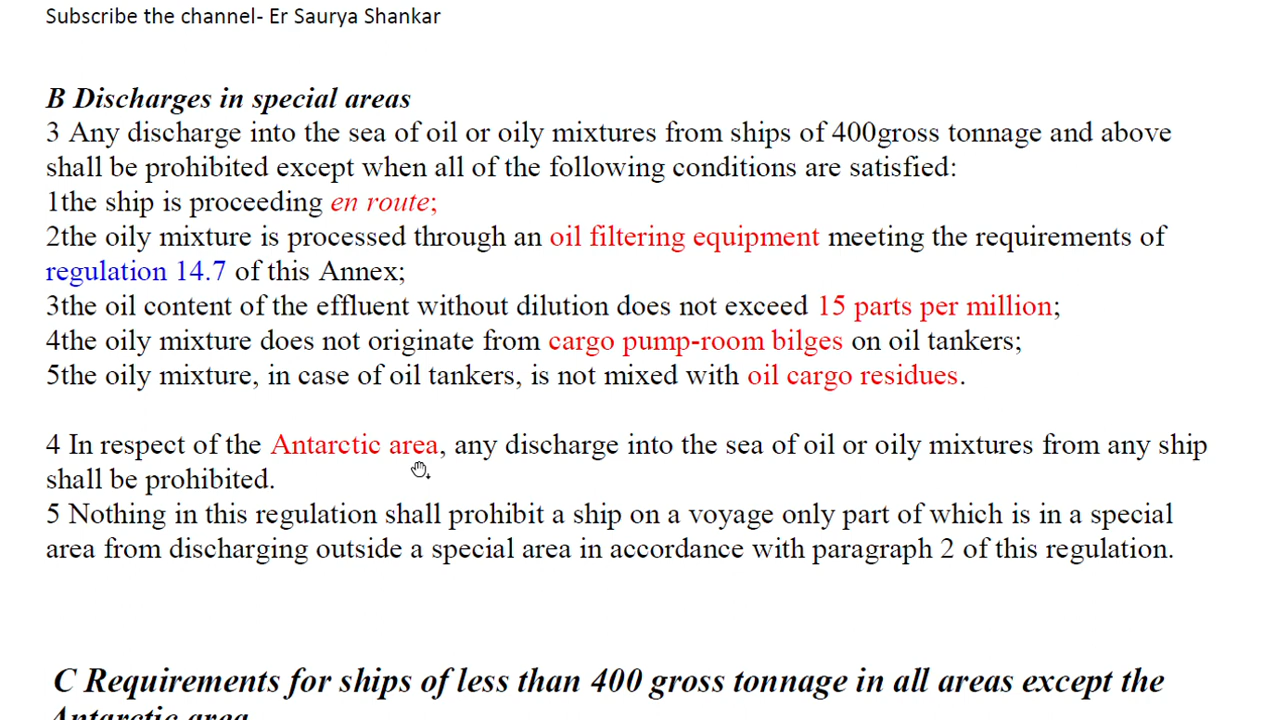 Subscribe the channel- Er Saurya Shankar
B Discharges in special areas
3 Any discharge into the sea of oil or oily mixtures from ships of 400gross tonnage and above
shall be prohibited except when all of the following conditions are satisfied:
1the ship is proceeding en route;
2the oily mixture is processed through an oil filtering equipment meeting the requirements of
regulation 14.7 of this Annex;
3the oil content of the effluent without dilution does not exceed 15 parts per million;
4the oily mixture does not originate from cargo pump-room bilges on oil tankers;
5the oily mixture, in case of oil tankers, is not mixed with oil cargo residues.
4 In respect of the Antarctic area, any discharge into the sea of oil or oily mixtures from any ship
shall be prohibited.
5 Nothing in this regulation shall prohibit a ship on a voyage only part of which is in a special
area from discharging outside a special area in accordance with paragraph 2 of this regulation.
C Requirements for ships of less than 400 gross tonnage in all areas except the
Antarctic area